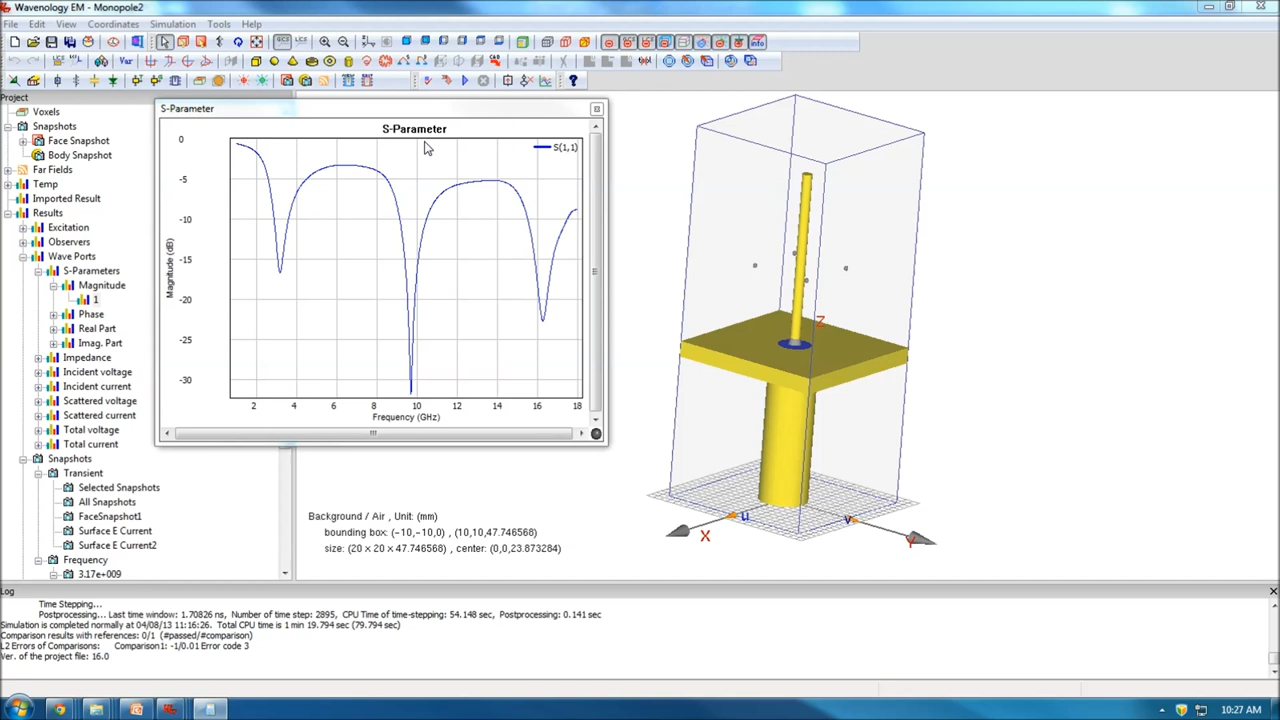 Wavenology EM - Monopole2
File Edit View Coordinates Simulation Tools Help
GCS LCS
Var
info
Project
Voxels
Snapshots
Face Snapshot
Body Snapshot
Far Fields
Temp
Imported Result
Results
Excitation
Observers
Wave Ports
S-Parameters
Magnitude
1
Phase
Real Part
Imag. Part
Impedance
Incident voltage
Incident current
Scattered voltage
Scattered current
Total voltage
Total current
Snapshots
Transient
Selected Snapshots
All Snapshots
FaceSnapshot1
Surface E Current
Surface E Current2
Frequency
3.17e+009
S-Parameter
S-Parameter
S(1,1)
0
-5
-10
-15
-20
-25
-30
Magnitude (dB)
2 4 6 8 10 12 14 16 18
Frequency (GHz)
Z
u
v
X
Y
Background / Air , Unit: (mm)
bounding box: (-10,-10,0) , (10,10,47.746568)
size: (20 x 20 x 47.746568) , center: (0,0,23.873284)
Log
Time Stepping...
Postprocessing... Last time window: 1.70826 ns, Number of time step: 2895, CPU Time of time-stepping: 54.148 sec, Postprocessing: 0.141 sec
Simulation is completed normally at 04/08/13 11:16:26. Total CPU time is 1 min 19.794 sec (79.794 sec)
Comparison results with references: 0/1 (#passed/#comparison)
L2 Errors of Comparisons: Comparison1: -1/0.01 Error code 3
Ver. of the project file: 16.0
10:27 AM